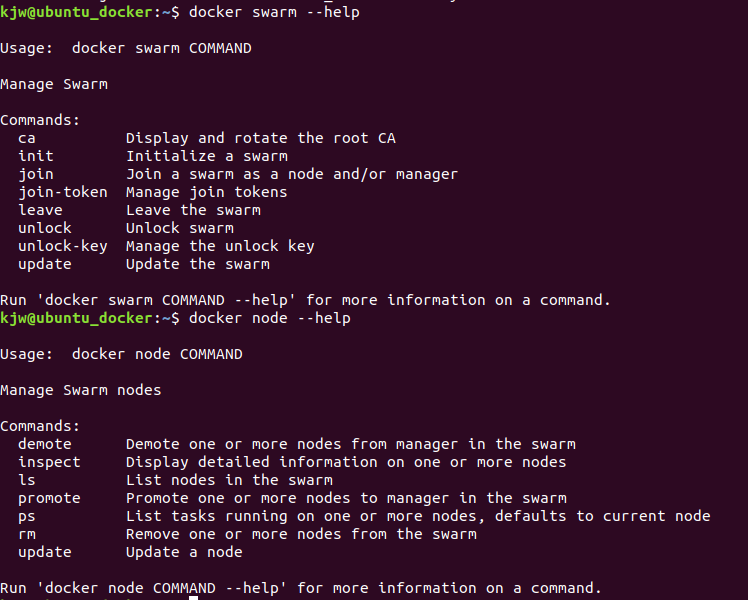 kjw@ubuntu_docker:~$ docker swarm --help

Usage:  docker swarm COMMAND

Manage Swarm

Commands:
  ca          Display and rotate the root CA
  init        Initialize a swarm
  join        Join a swarm as a node and/or manager
  join-token  Manage join tokens
  leave       Leave the swarm
  unlock      Unlock swarm
  unlock-key  Manage the unlock key
  update      Update the swarm

Run 'docker swarm COMMAND --help' for more information on a command.
kjw@ubuntu_docker:~$ docker node --help

Usage:  docker node COMMAND

Manage Swarm nodes

Commands:
  demote      Demote one or more nodes from manager in the swarm
  inspect     Display detailed information on one or more nodes
  ls          List nodes in the swarm
  promote     Promote one or more nodes to manager in the swarm
  ps          List tasks running on one or more nodes, defaults to current node
  rm          Remove one or more nodes from the swarm
  update      Update a node

Run 'docker node COMMAND --help' for more information on a command.